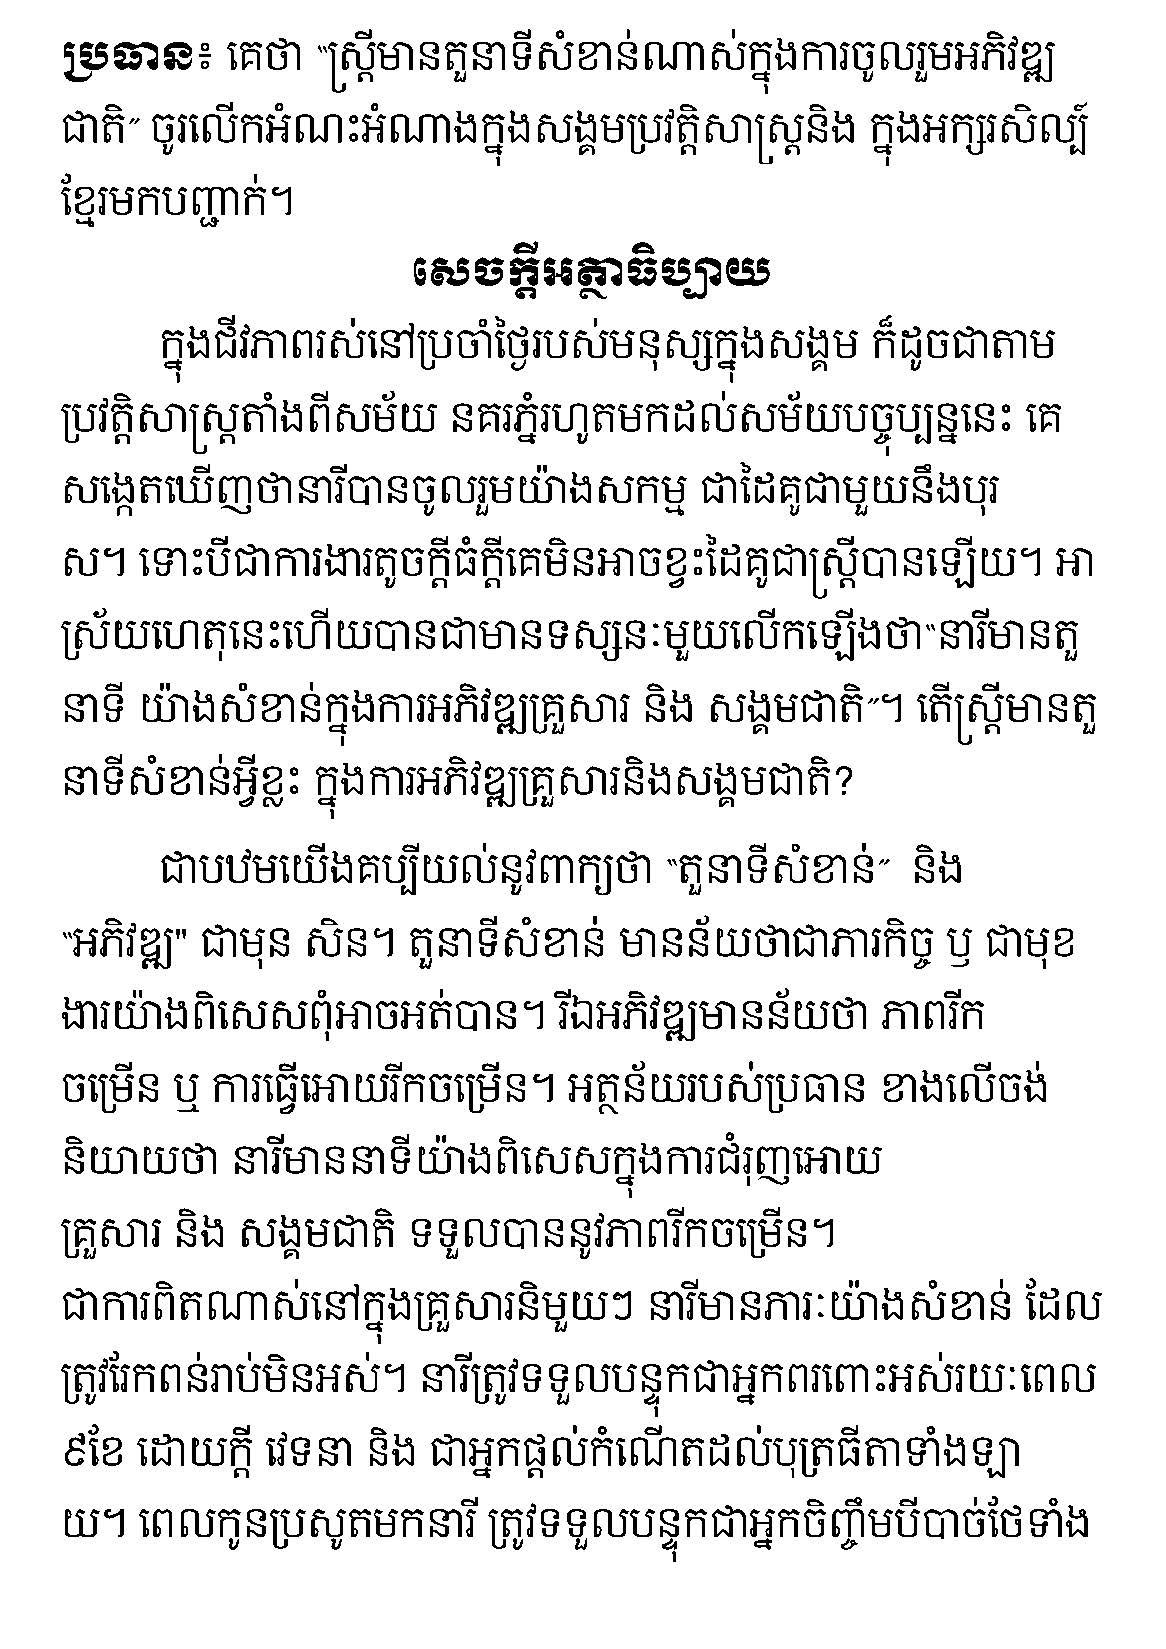 ប្រធាន៖ គេថា “ស្ត្រីមានតួនាទីសំខាន់ណាស់ក្នុងការចូលរួមអភិវឌ្ឍ
ជាតិ” ចូរលើកអំណះអំណាងក្នុងសង្គមប្រវត្តិសាស្ត្រនិង ក្នុងអក្សរសិល្ប៍
ខ្មែរមកបញ្ជាក់។
សេចក្តីអត្ថាធិប្បាយ
ក្នុងជីវភាពរស់នៅប្រចាំថ្ងៃរបស់មនុស្សក្នុងសង្គម ក៏ដូចជាតាម
ប្រវត្តិសាស្ត្រតាំងពីសម័យ នគរភ្នំរហូតមកដល់សម័យបច្ចុប្បន្ននេះ គេ
សង្កេតឃើញថានារីបានចូលរួមយ៉ាងសកម្ម ជាដៃគូជាមួយនឹងបុរ
ស។ ទោះបីជាការងារតូចក្តីធំក្តីគេមិនអាចខ្វះដៃគូជាស្ត្រីបានឡើយ។ អា
ស្រ័យហេតុនេះហើយបានជាមានទស្សនៈមួយលើកឡើងថា“នារីមានតួ
នាទី យ៉ាងសំខាន់ក្នុងការអភិវឌ្ឍគ្រួសារ និង សង្គមជាតិ”។ តើស្ត្រីមានតួ
នាទីសំខាន់អ្វីខ្លះ ក្នុងការអភិវឌ្ឍគ្រួសារនិងសង្គមជាតិ?
ជាបឋមយើងគប្បីយល់នូវពាក្យថា “តួនាទីសំខាន់” និង
“អភិវឌ្ឍ" ជាមុន សិន។ តួនាទីសំខាន់ មានន័យថាជាភារកិច្ច ឫ ជាមុខ
ងារយ៉ាងពិសេសពុំអាចអត់បាន។ រីឯអភិវឌ្ឍមានន័យថា ភាពរីក
ចម្រើន ឬ ការធ្វើអោយរីកចម្រើន។ អត្ថន័យរបស់ប្រធាន ខាងលើចង់
និយាយថា នារីមាននាទីយ៉ាងពិសេសក្នុងការជំរុញអោយ
គ្រួសារ និង សង្គមជាតិ ទទួលបាននូវភាពរីកចម្រើន។
ជាការពិតណាស់នៅក្នុងគ្រួសារនិមួយៗ នារីមានភារៈយ៉ាងសំខាន់ ដែល
ត្រូវរែកពន់រាប់មិនអស់។ នារីត្រូវទទួលបន្ទុកជាអ្នកពរពោះអស់រយៈពេល
៩ខែ ដោយក្តី វេទនា និង ជាអ្នកផ្តល់កំណើតដល់បុត្រធីតាទាំងឡា
យ។ ពេលកូនប្រសូតមកនារី ត្រូវទទួលបន្ទុកជាអ្នកចិញ្ចឹមបីបាច់ថែទាំង